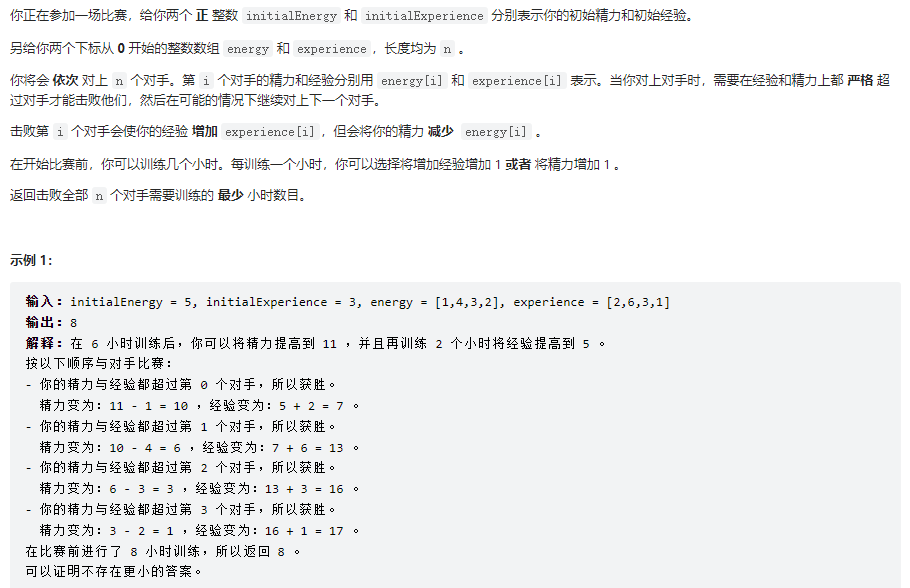 你正在参加一场比赛，给你两个 正 整数 initialEnergy 和 initialExperience 分别表示你的初始精力和初始经验。
另给你两个下标从 0 开始的整数数组 energy 和 experience，长度均为 n 。
你将会 依次 对上 n 个对手。第 i 个对手的精力和经验分别用 energy[i] 和 experience[i] 表示。当你对上对手时，需要在经验和精力上都 严格 超
过对手才能击败他们，然后在可能的情况下继续对上下一个对手。
击败第 i 个对手会使你的经验 增加 experience[i]，但会将你的精力 减少 energy[i] 。
在开始比赛前，你可以训练几个小时。每训练一个小时，你可以选择将增加经验增加 1 或者 将精力增加 1 。
返回击败全部 n 个对手需要训练的 最少 小时数目。
示例 1：
输入：initialEnergy = 5, initialExperience = 3, energy = [1,4,3,2], experience = [2,6,3,1]
输出：8
解释：在 6 小时训练后，你可以将精力提高到 11 ，并且再训练 2 个小时将经验提高到 5 。
按以下顺序与对手比赛：
- 你的精力与经验都超过第 0 个对手，所以获胜。
精力变为：11 - 1 = 10 ，经验变为：5 + 2 = 7 。
- 你的精力与经验都超过第 1 个对手，所以获胜。
精力变为：10 - 4 = 6 ，经验变为：7 + 6 = 13 。
- 你的精力与经验都超过第 2 个对手，所以获胜。
精力变为：6 - 3 = 3 ，经验变为：13 + 3 = 16 。
- 你的精力与经验都超过第 3 个对手，所以获胜。
精力变为：3 - 2 = 1 ，经验变为：16 + 1 = 17 。
在比赛前进行了 8 小时训练，所以返回 8 。
可以证明不存在更小的答案。